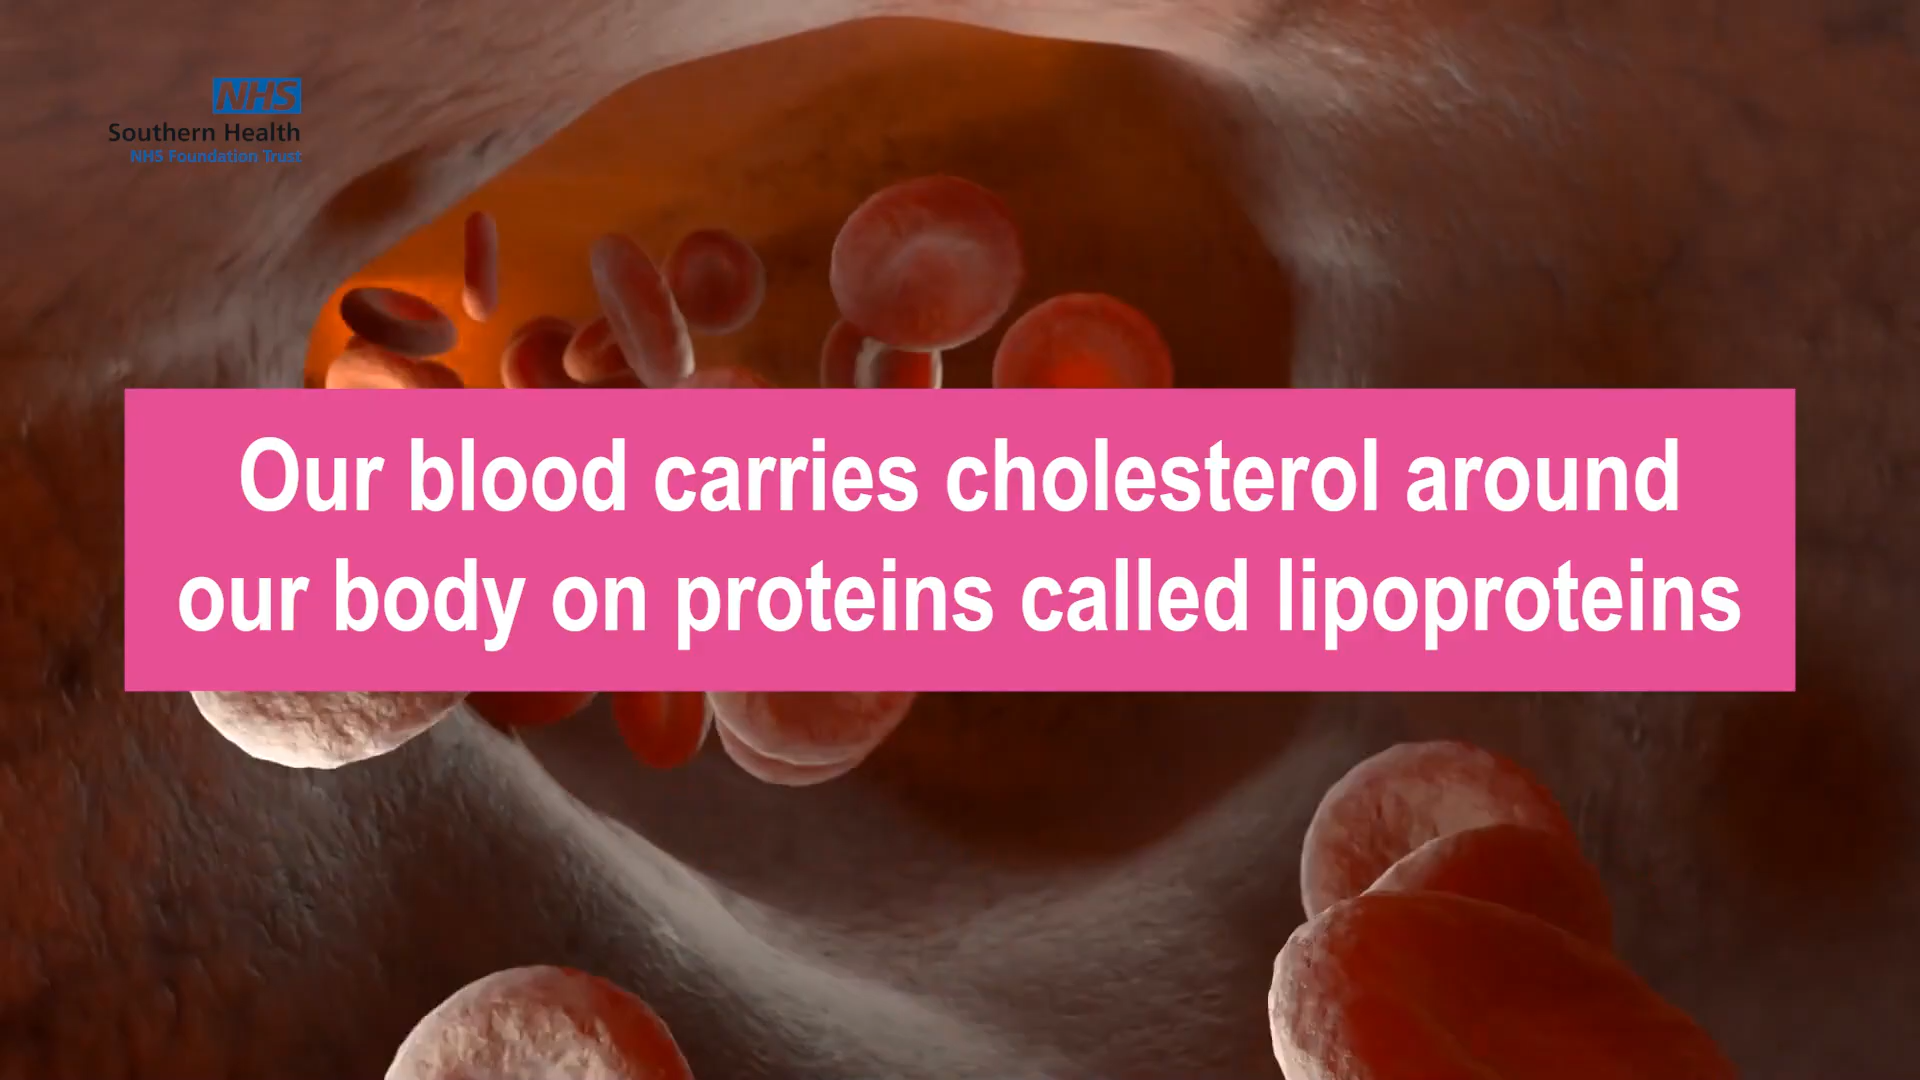 NHS
Southern Health
NHS Foundation Trust
Our blood carries cholesterol around
our body on proteins called lipoproteins